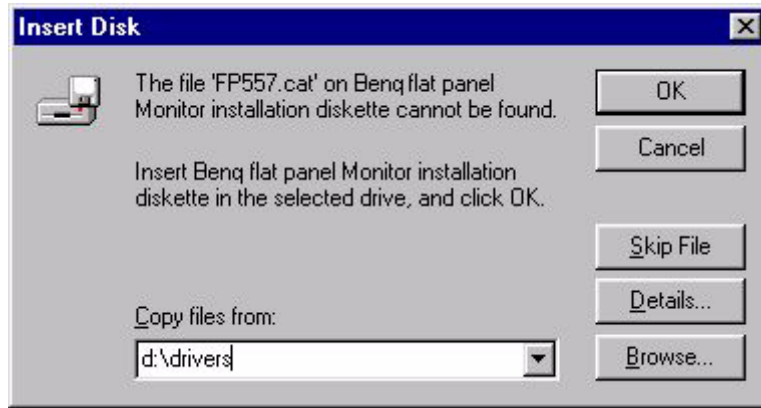 Insert Disk
The file 'FP557.cat' on Benq flat panel
Monitor installation diskette cannot be found.
Insert Benq flat panel Monitor installation
diskette in the selected drive, and click OK.
Copy files from:
d:\drivers
OK
Cancel
Skip File
Details...
Browse...